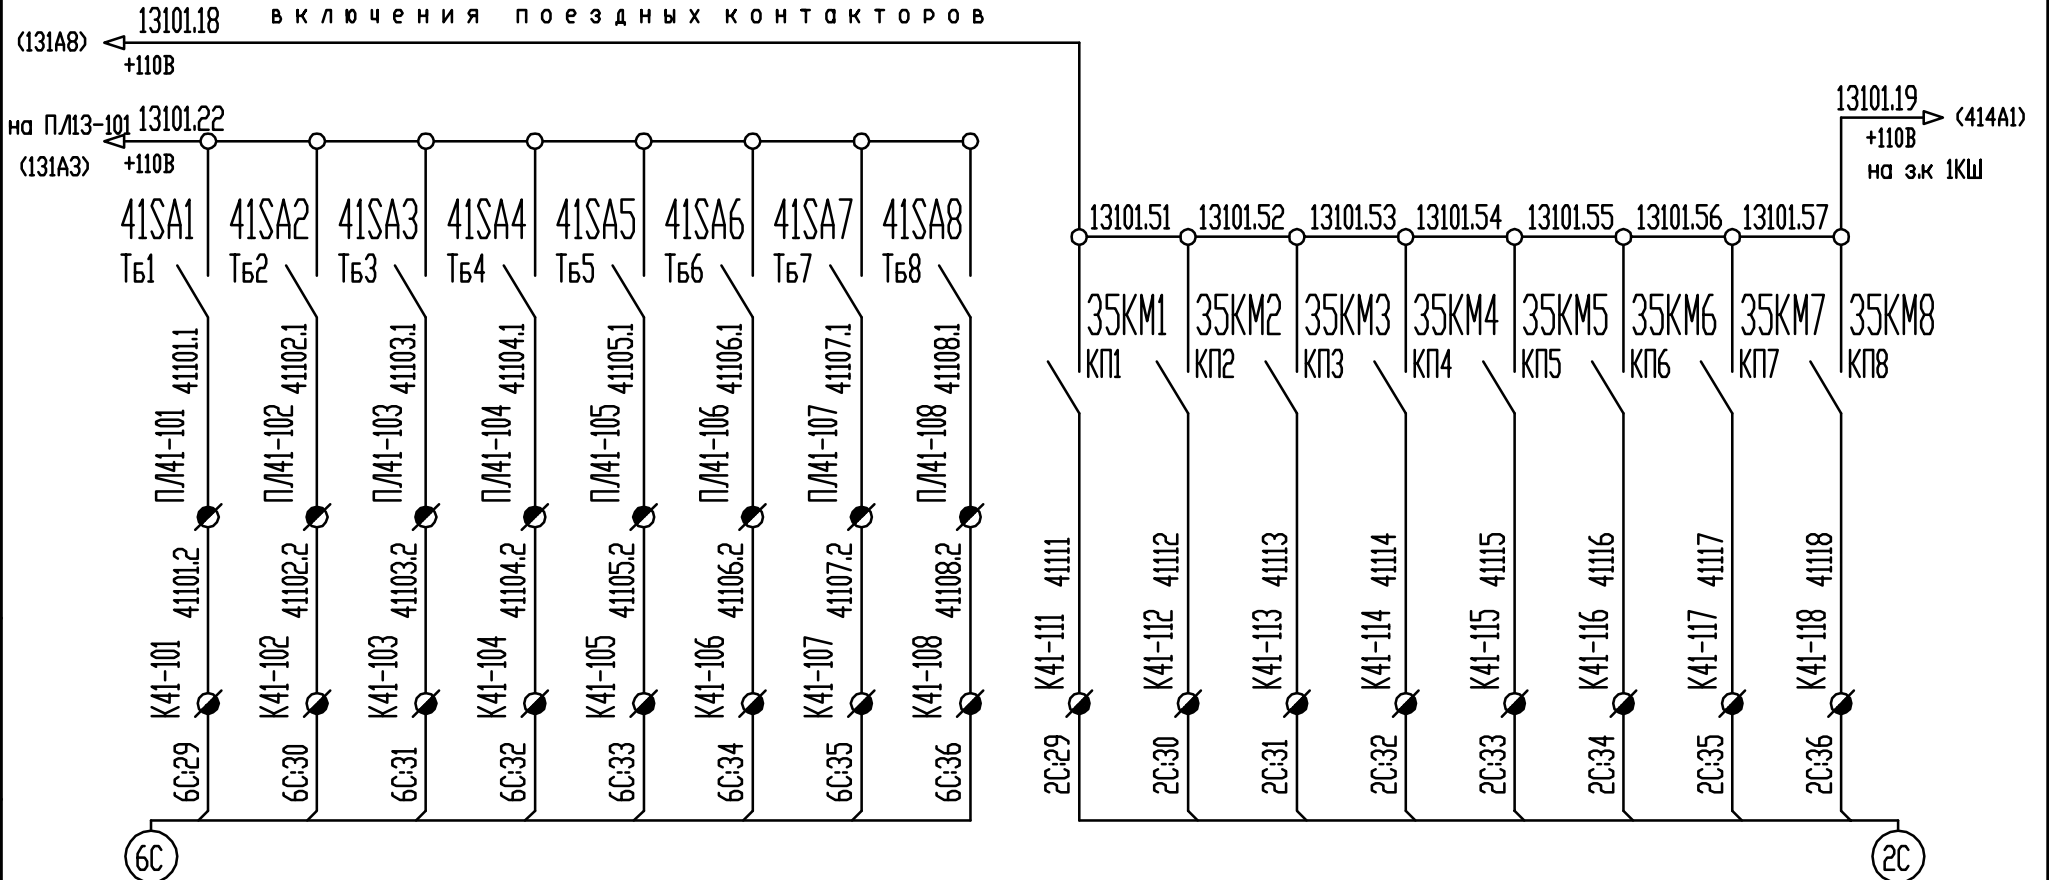 включения поездных контакторов
13101.18
(131А8)
+110В
на ПЛ13-101 13101.22
(131А3)
+110В
13101.19
(414А1)
+110В
на з.к 1КШ
41SA1 41SA2 41SA3 41SA4 41SA5 41SA6 41SA7 41SA8
Тб1 Тб2 Тб3 Тб4 Тб5 Тб6 Тб7 Тб8
13101.51 13101.52 13101.53 13101.54 13101.55 13101.56 13101.57
35КМ1 35КМ2 35КМ3 35КМ4 35КМ5 35КМ6 35КМ7 35КМ8
КП1 КП2 КП3 КП4 КП5 КП6 КП7 КП8
41101.1 41102.1 41103.1 41104.1 41105.1 41106.1 41107.1 41108.1
ПЛ41-101 ПЛ41-102 ПЛ41-103 ПЛ41-104 ПЛ41-105 ПЛ41-106 ПЛ41-107 ПЛ41-108
41101.2 41102.2 41103.2 41104.2 41105.2 41106.2 41107.2 41108.2
41111 41112 41113 41114 41115 41116 41117 41118
К41-101 К41-102 К41-103 К41-104 К41-105 К41-106 К41-107 К41-108
К41-111 К41-112 К41-113 К41-114 К41-115 К41-116 К41-117 К41-118
6С:29 6С:30 6С:31 6С:32 6С:33 6С:34 6С:35 6С:36
2С:29 2С:30 2С:31 2С:32 2С:33 2С:34 2С:35 2С:36
6С
2С